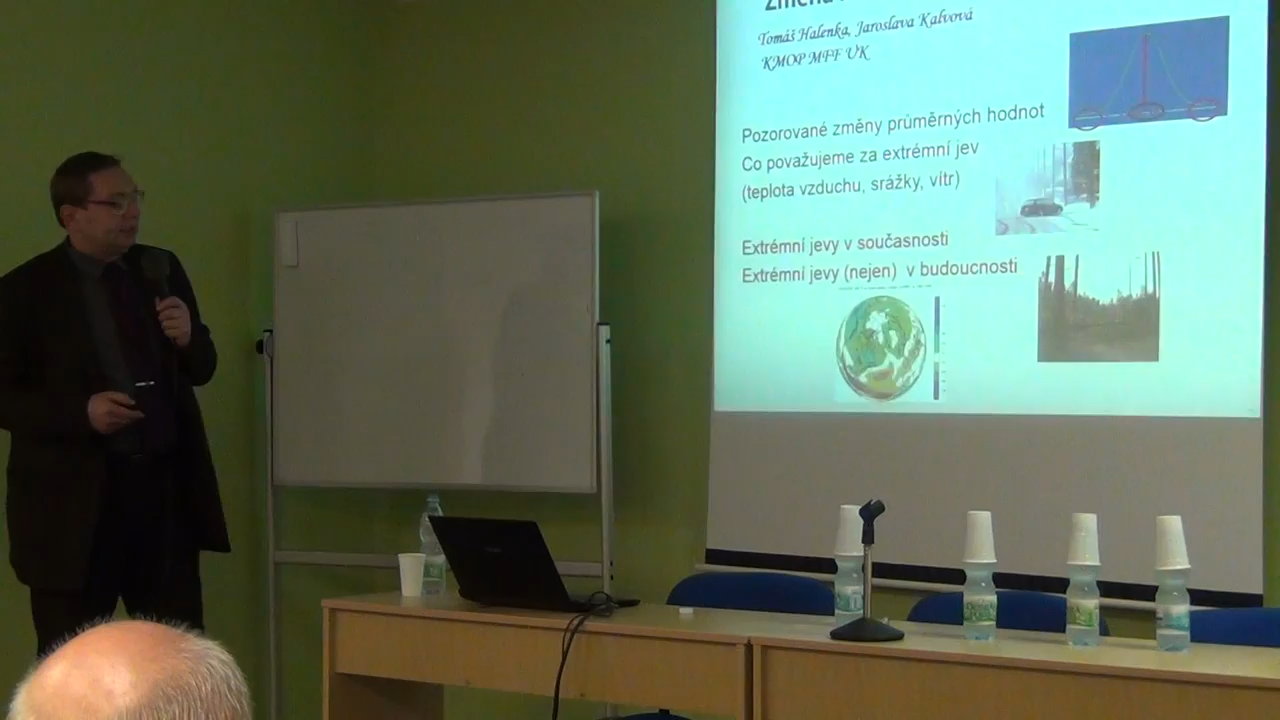 Změna
Tomáš Halenka, Jaroslava Kalvová
KMOP MFF UK
Pozorované změny průměrných hodnot
Co považujeme za extrémní jev
(teplota vzduchu, srážky, vítr)
Extrémní jevy v současnosti
Extrémní jevy (nejen) v budoucnosti